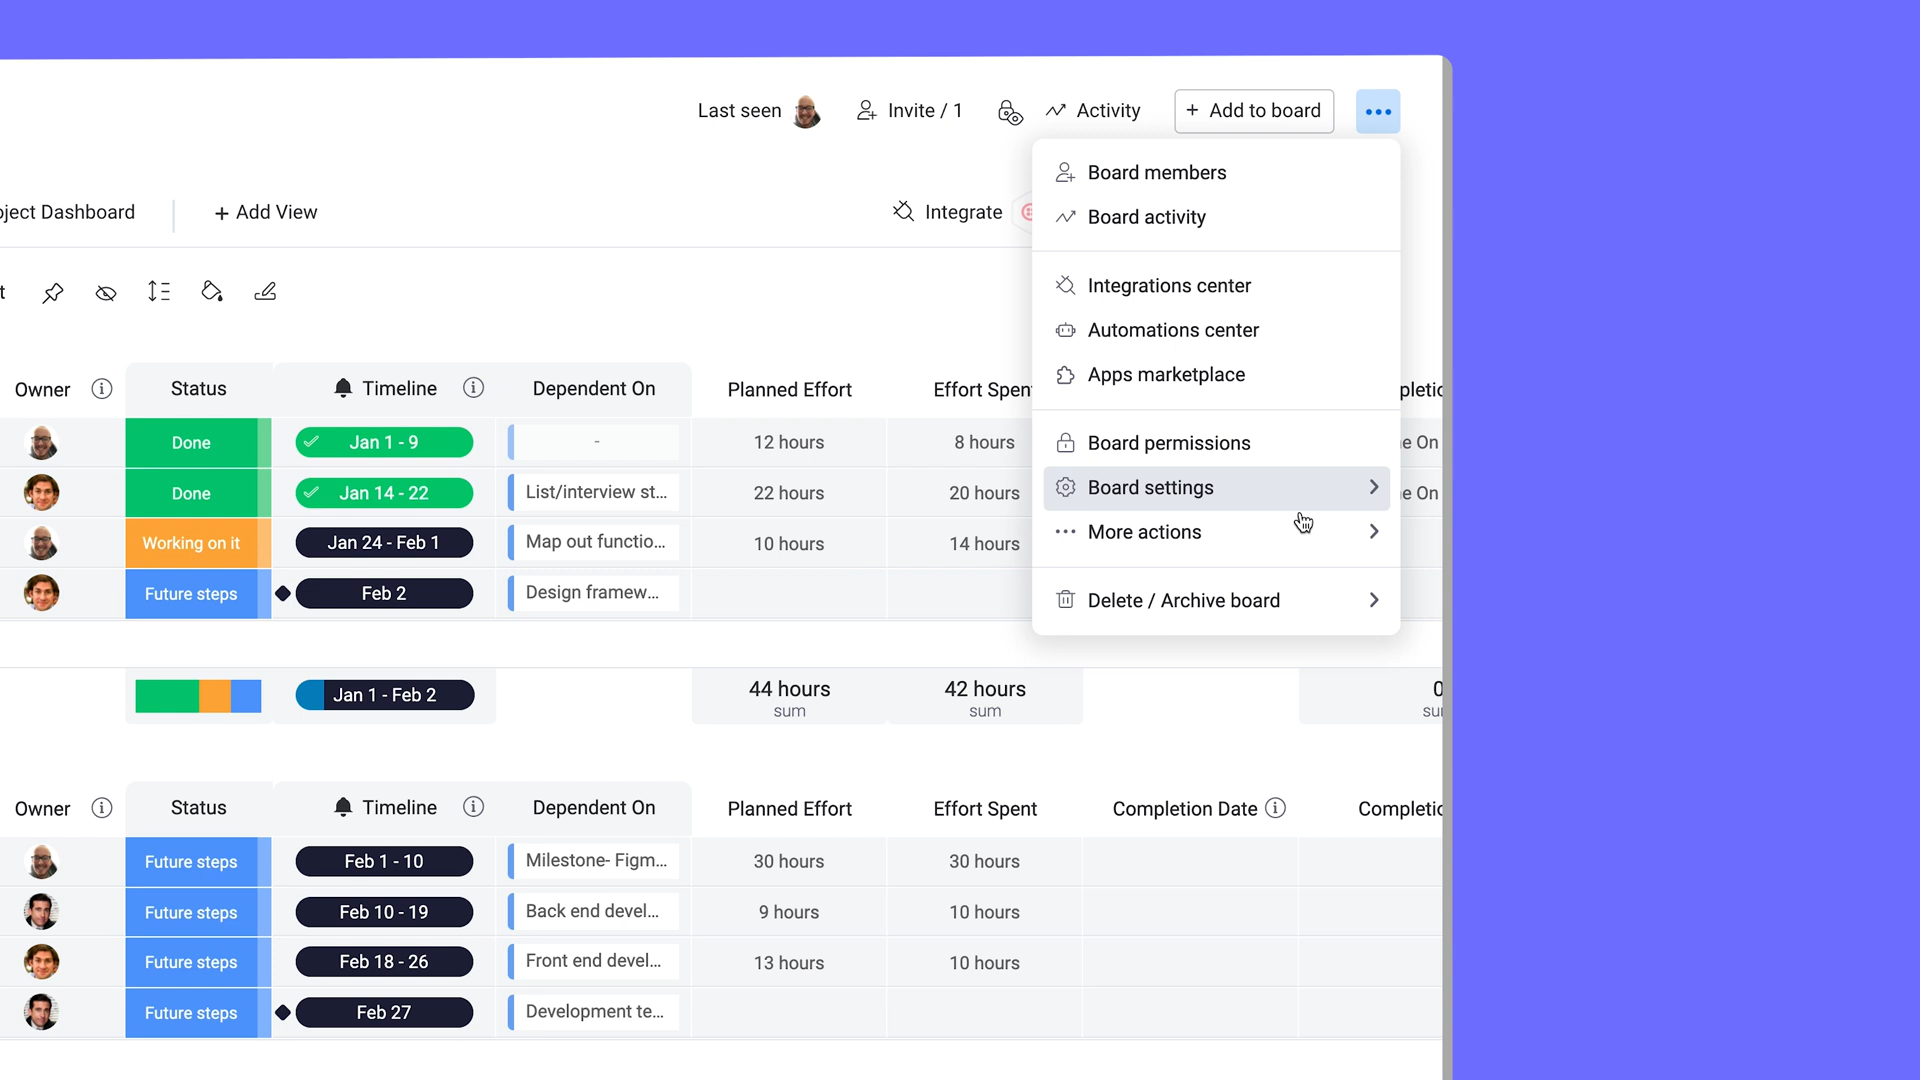 Last seen Invite / 1 Activity + Add to board
Board members
Board activity
ject Dashboard + Add View Integrate
Integrations center
Automations center
Apps marketplace
Owner Status Timeline Dependent On Planned Effort Effort Spen pletic
Done Jan 1 - 9 - 12 hours 8 hours e On
Board permissions
Done Jan 14 - 22 List/interview st... 22 hours 20 hours e On
Board settings
Working on it Jan 24 - Feb 1 Map out functio... 10 hours 14 hours
More actions
Future steps Feb 2 Design framew...
Delete / Archive board
Jan 1 - Feb 2 44 hours 42 hours 0
sum sum su
Owner Status Timeline Dependent On Planned Effort Effort Spent Completion Date Completic
Future steps Feb 1 - 10 Milestone- Figm... 30 hours 30 hours
Future steps Feb 10 - 19 Back end devel... 9 hours 10 hours
Future steps Feb 18 - 26 Front end devel... 13 hours 10 hours
Future steps Feb 27 Development te...